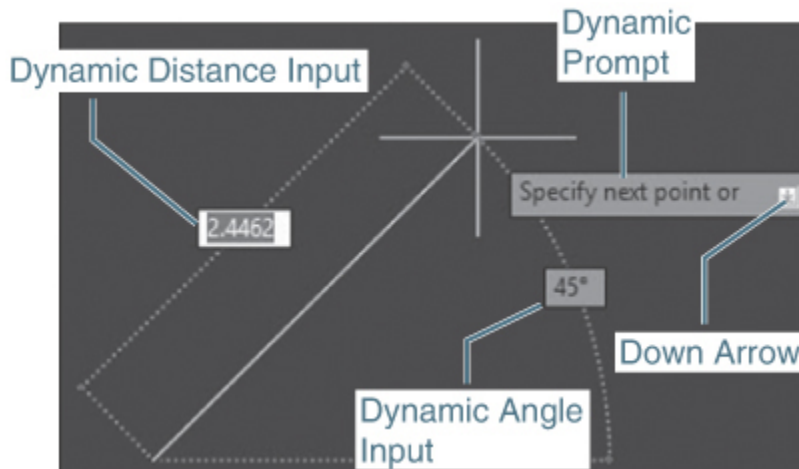 Dynamic
Prompt
Dynamic Distance Input
Specify next point or
2.4462
45°
Down Arrow
Dynamic Angle
Input